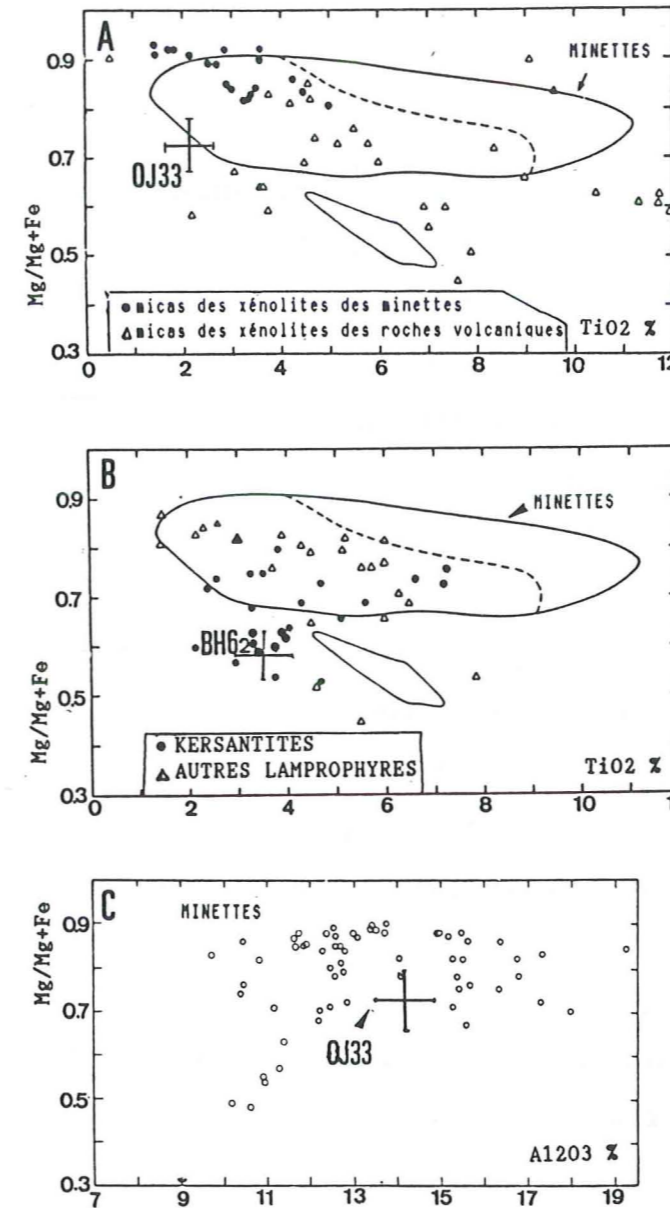 A
MINETTES
0.9
0.7
0.5
0.3
Mg/Mg+Fe
OJ33
● micas des xénolites des minettes
△ micas des xénolites des roches volcaniques
TiO2 %
0 2 4 6 8 10 12
B
MINETTES
0.9
0.7
0.5
0.3
Mg/Mg+Fe
BH62
● KERSANTITES
△ AUTRES LAMPROPHYRES
TiO2 %
0 2 4 6 8 10 1
C
MINETTES
0.9
0.7
0.5
0.3
Mg/Mg+Fe
OJ33
Al2O3 %
7 9 11 13 15 17 19